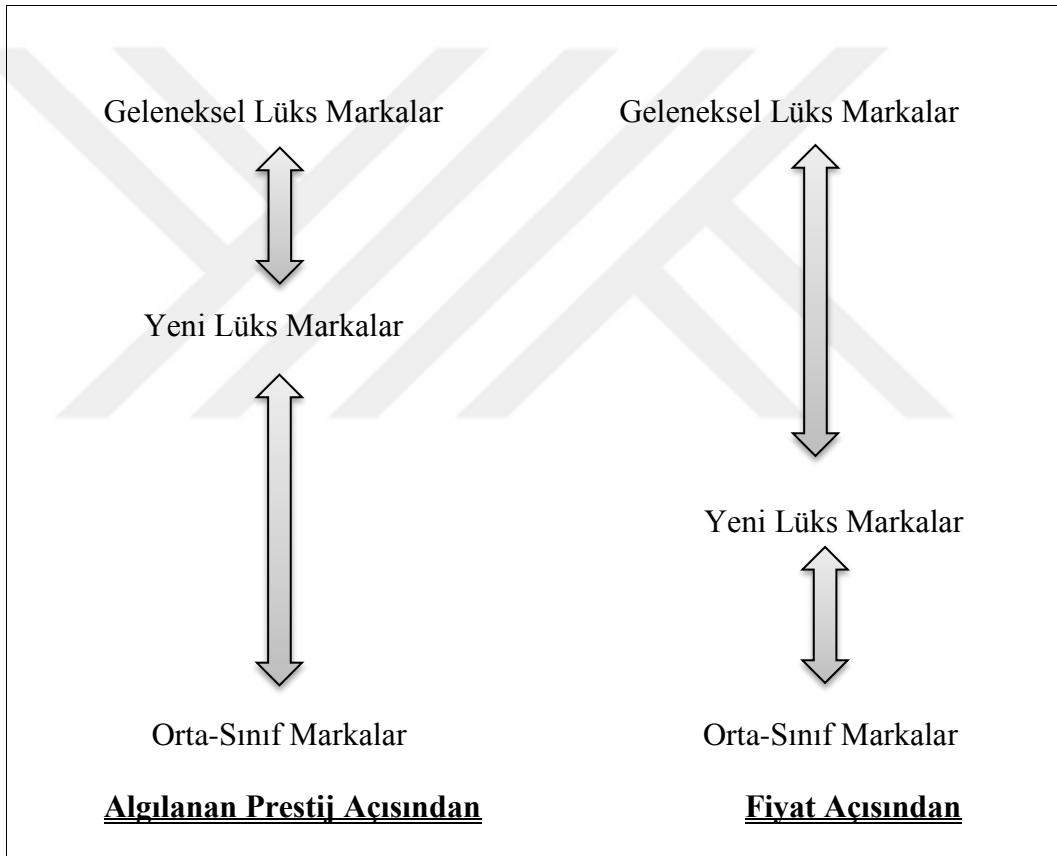 Geleneksel Lüks Markalar
Yeni Lüks Markalar
Orta-Sınıf Markalar
Algılanan Prestij Açısından
Geleneksel Lüks Markalar
Yeni Lüks Markalar
Orta-Sınıf Markalar
Fiyat Açısından